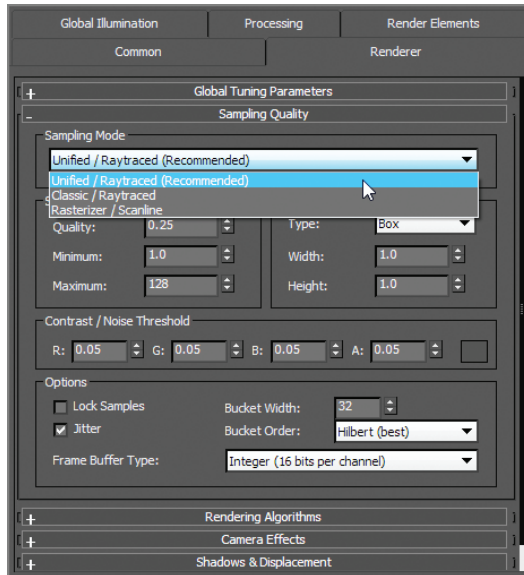 Global Illumination Processing Render Elements
Common Renderer
+ Global Tuning Parameters
- Sampling Quality
Sampling Mode
Unified / Raytraced (Recommended)
Unified / Raytraced (Recommended)
Classic / Raytraced
Rasterizer / Scanline
Quality: 0.25 Type: Box
Minimum: 1.0 Width: 1.0
Maximum: 128 Height: 1.0
Contrast / Noise Threshold
R: 0.05 G: 0.05 B: 0.05 A: 0.05
Options
Lock Samples Bucket Width: 32
Jitter Bucket Order: Hilbert (best)
Frame Buffer Type: Integer (16 bits per channel)
+ Rendering Algorithms
+ Camera Effects
+ Shadows & Displacement